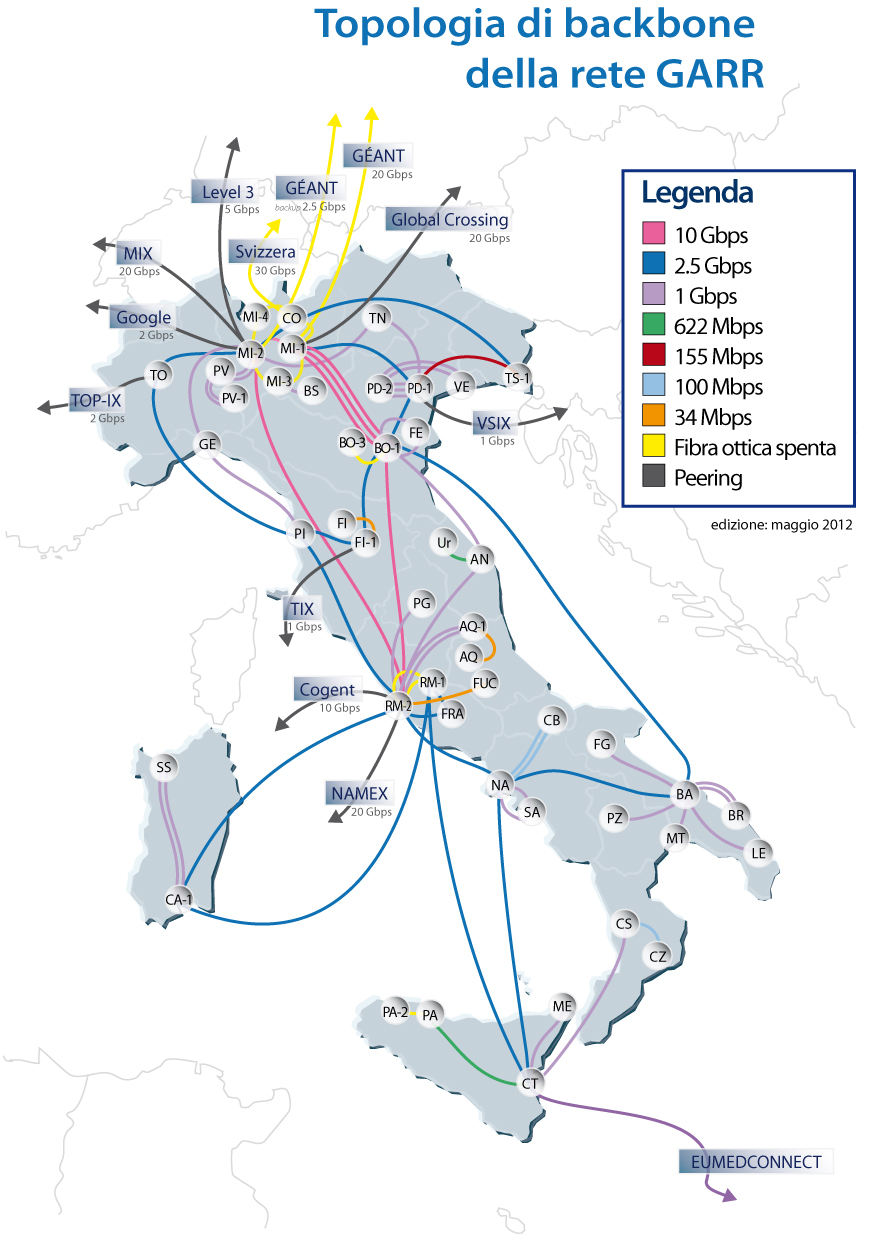 Topologia di backbone
della rete GARR
GÉANT
20 Gbps
Level 3
5 Gbps
GÉANT
backup 2.5 Gbps
Global Crossing
20 Gbps
MIX
20 Gbps
Svizzera
30 Gbps
Google
2 Gbps
TOP-IX
2 Gbps
VSIX
1 Gbps
TIX
1 Gbps
Cogent
10 Gbps
NAMEX
20 Gbps
EUMEDCONNECT
Legenda
10 Gbps
2.5 Gbps
1 Gbps
622 Mbps
155 Mbps
100 Mbps
34 Mbps
Fibra ottica spenta
Peering
edizione: maggio 2012
MI-4
CO
TN
MI-2
MI-1
TO
PV
MI-3
BS
PV-1
PD-2
PD-1
VE
TS-1
GE
BO-3
BO-1
FE
PI
FI
FI-1
Ur
AN
PG
AQ-1
AQ
RM-1
FUC
RM-2
FRA
CB
FG
SS
NA
SA
BA
BR
PZ
MT
LE
CA-1
CS
CZ
PA-2
PA
ME
CT